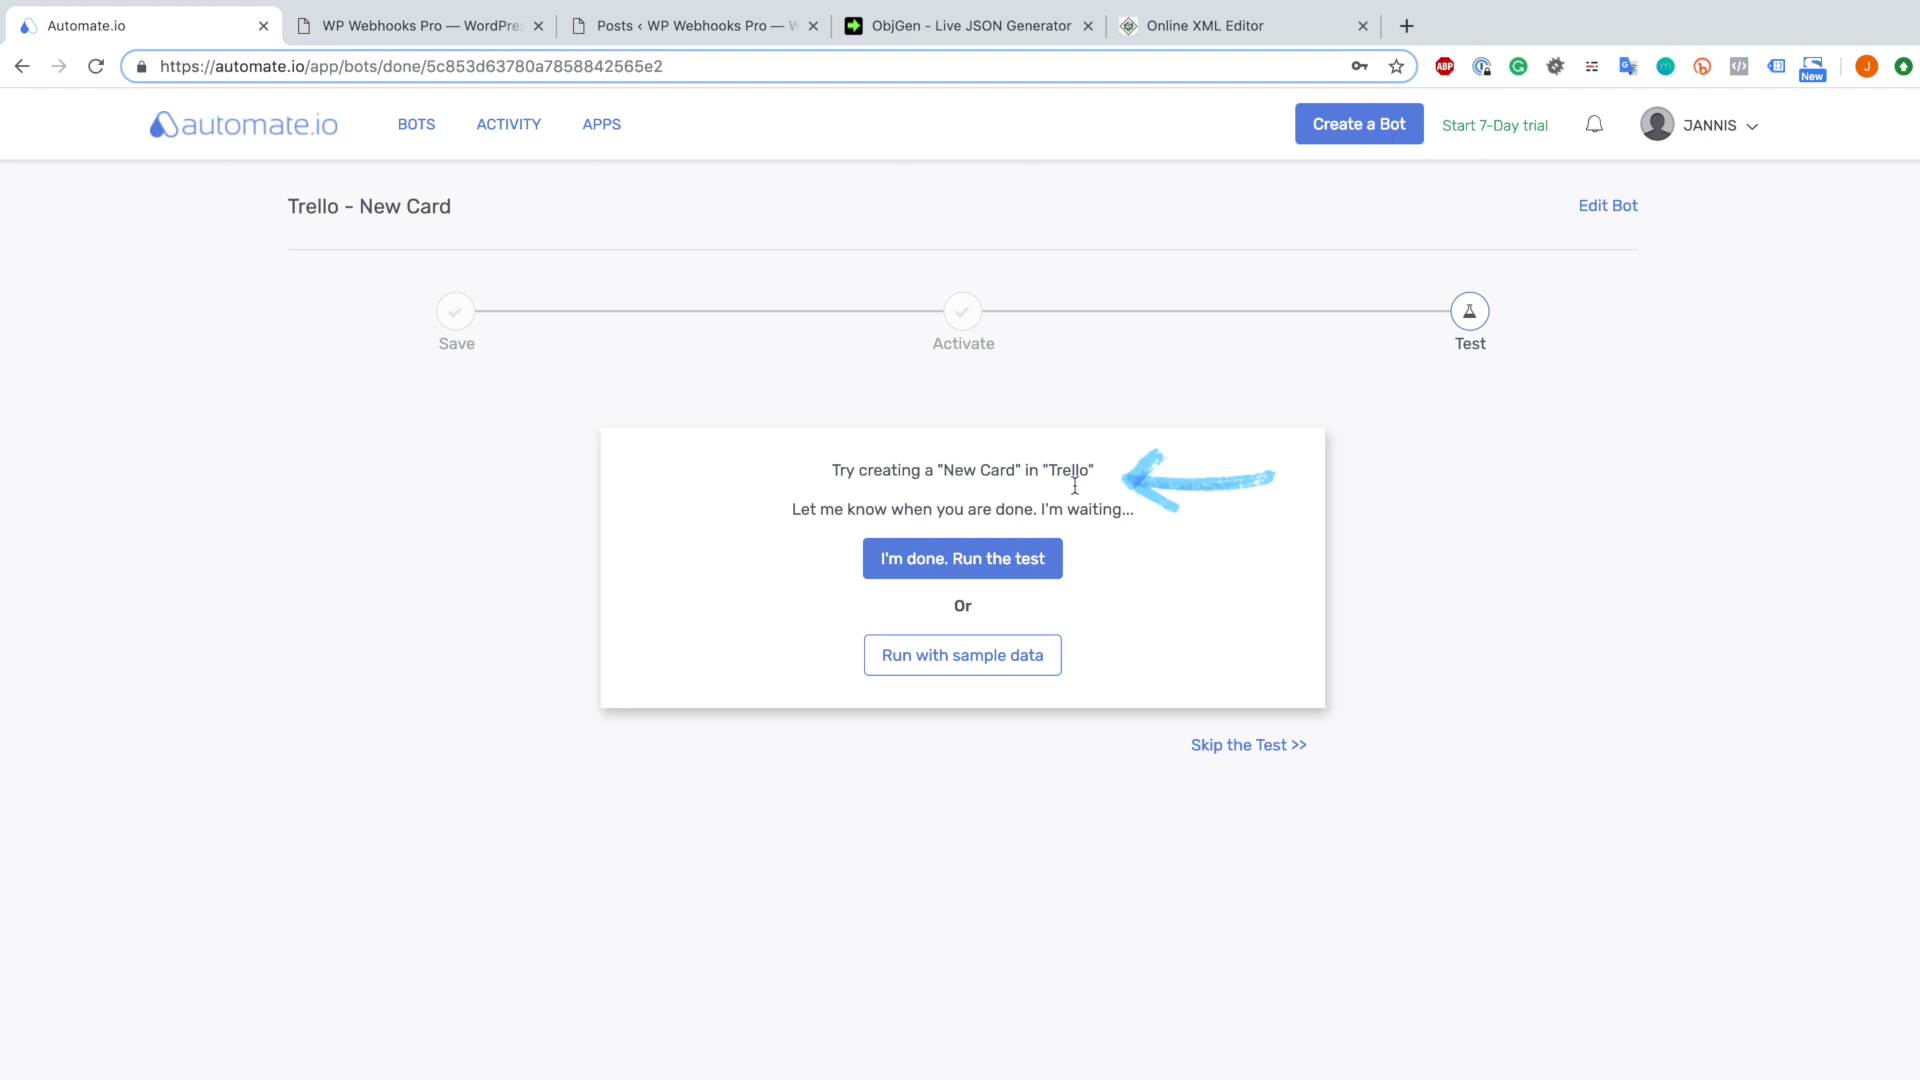 Automate.io
WP Webhooks Pro — WordPre
Posts ‹ WP Webhooks Pro —
ObjGen - Live JSON Generator
Online XML Editor
https://automate.io/app/bots/done/5c853d63780a7858842565e2
ABP
New
J
automate.io
BOTS
ACTIVITY
APPS
Create a Bot
Start 7-Day trial
JANNIS
Trello - New Card
Edit Bot
Save
Activate
Test
Try creating a "New Card" in "Trello"
Let me know when you are done. I'm waiting...
I'm done. Run the test
Or
Run with sample data
Skip the Test >>